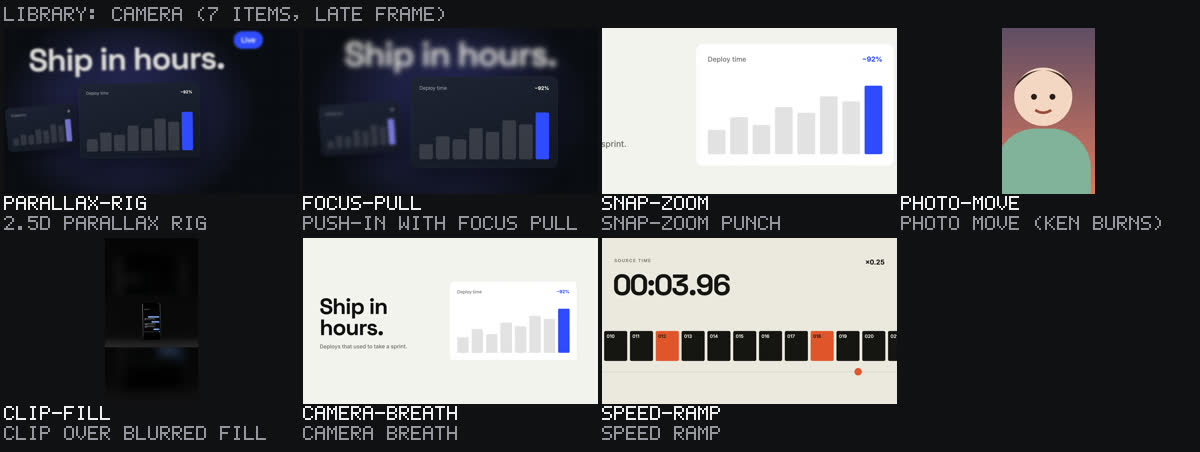 LIBRARY: CAMERA (7 ITEMS, LATE FRAME)
Ship in hours.
Live
Deploy time
−92%
PARALLAX-RIG
2.5D PARALLAX RIG
Ship in hours.
Deploy time
−92%
FOCUS-PULL
PUSH-IN WITH FOCUS PULL
Deploy time
−92%
sprint.
SNAP-ZOOM
SNAP-ZOOM PUNCH
PHOTO-MOVE
PHOTO MOVE (KEN BURNS)
CLIP-FILL
CLIP OVER BLURRED FILL
Ship in
hours.
Deploys that used to take a sprint.
Deploy time
−92%
CAMERA-BREATH
CAMERA BREATH
SOURCE TIME
×0.25
00:03.96
010 011 012 013 014 015 016 017 018 019 020 02
SPEED-RAMP
SPEED RAMP